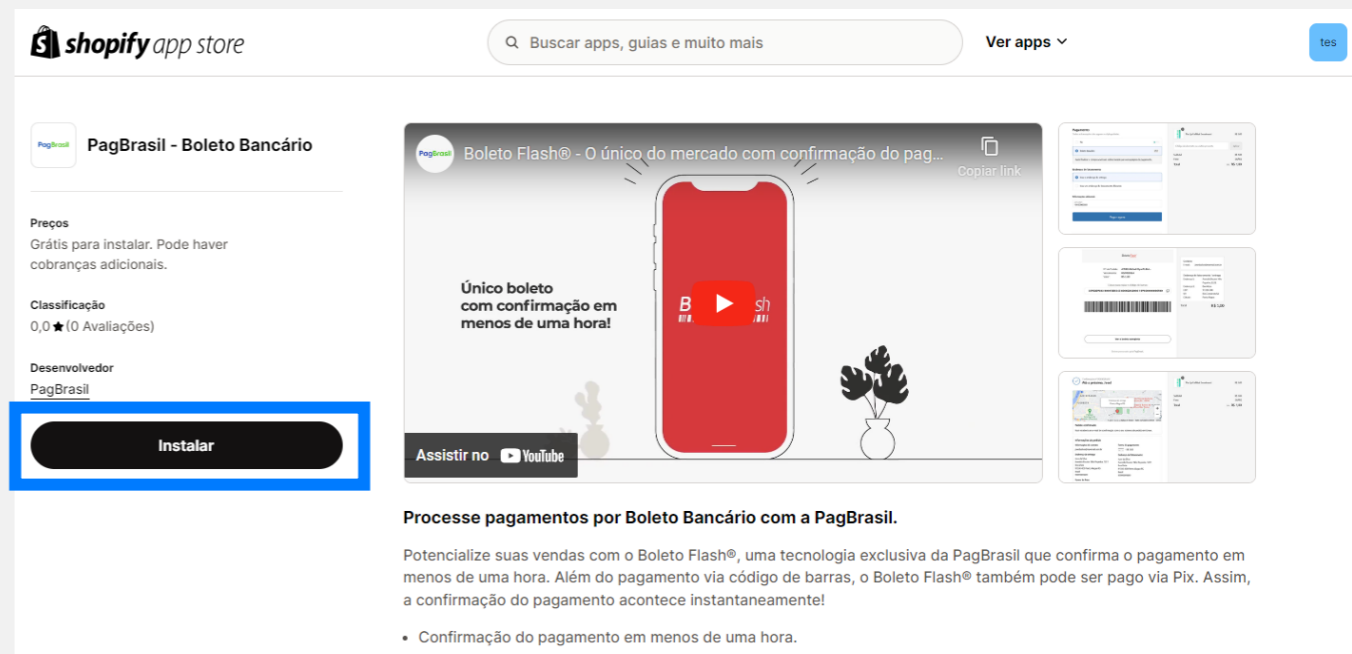 shopify app store
Buscar apps, guias e muito mais
Ver apps
tes
PagBrasil
PagBrasil - Boleto Bancário
Preços
Grátis para instalar. Pode haver
cobranças adicionais.
Classificação
0,0 ★ (0 Avaliações)
Desenvolvedor
PagBrasil
Instalar
PagBrasil
Boleto Flash® - O único do mercado com confirmação do pag...
Copiar link
Único boleto
com confirmação em
menos de uma hora!
Assistir no YouTube
Processe pagamentos por Boleto Bancário com a PagBrasil.
Potencialize suas vendas com o Boleto Flash®, uma tecnologia exclusiva da PagBrasil que confirma o pagamento em
menos de uma hora. Além do pagamento via código de barras, o Boleto Flash® também pode ser pago via Pix. Assim,
a confirmação do pagamento acontece instantaneamente!
• Confirmação do pagamento em menos de uma hora.